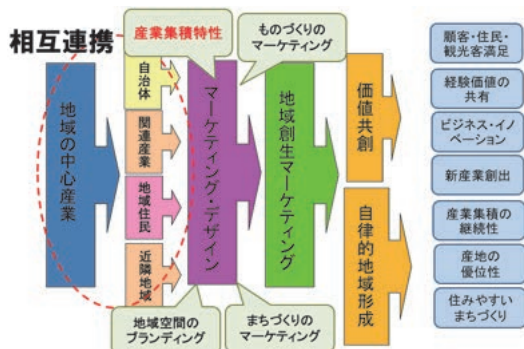 相互連携
産業集積特性
ものづくりの
マーケティング
地域の中心産業
自治体
関連産業
地域住民
近隣地域
マーケティング・デザイン
地域創生マーケティング
価値共創
自律的地域形成
地域空間の
ブランディング
まちづくりの
マーケティング
顧客・住民・
観光客満足
経験価値の
共有
ビジネス・イノ
ベーション
新産業創出
産業集積の
継続性
産地の
優位性
住みやすい
まちづくり